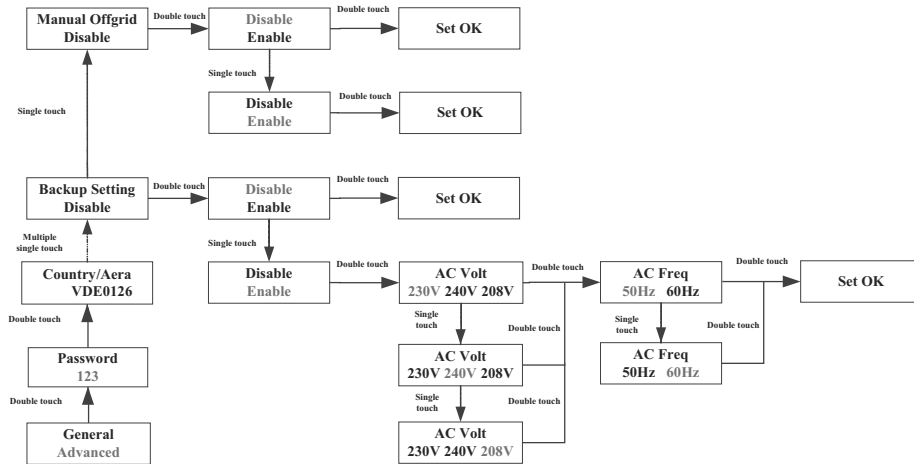 Manual Offgrid
Disable
Double touch
Disable
Enable
Double touch
Set OK
Single touch
Single touch
Disable
Enable
Double touch
Set OK
Backup Setting
Disable
Double touch
Disable
Enable
Double touch
Set OK
Multiple
single touch
Single touch
Country/Aera
VDE0126
Disable
Enable
Double touch
AC Volt
230V 240V 208V
Double touch
AC Freq
50Hz 60Hz
Double touch
Set OK
Double touch
Single
touch
Double touch
Single
touch
Double touch
Password
123
AC Volt
230V 240V 208V
AC Freq
50Hz 60Hz
Double touch
Single
touch
Double touch
General
Advanced
AC Volt
230V 240V 208V